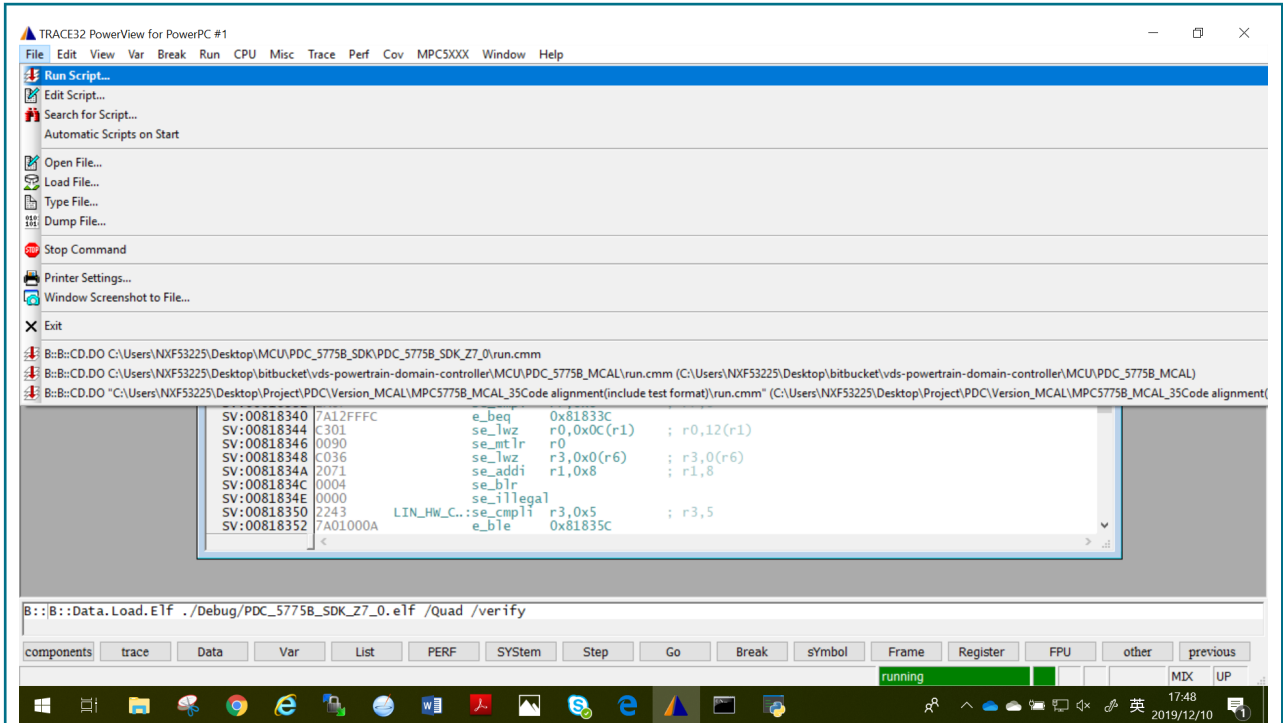 TRACE32 PowerView for PowerPC #1
File Edit View Var Break Run CPU Misc Trace Perf Cov MPC5XXX Window Help
Run Script...
Edit Script...
Search for Script...
Automatic Scripts on Start
Open File...
Load File...
Type File...
Dump File...
STOP Stop Command
Printer Settings...
Window Screenshot to File...
Exit
B::B::CD.DO C:\Users\NXF53225\Desktop\MCU\PDC_5775B_SDK\PDC_5775B_SDK_Z7_0\run.cmm
B::B::CD.DO C:\Users\NXF53225\Desktop\bitbucket\vds-powertrain-domain-controller\MCU\PDC_5775B_MCAL\run.cmm (C:\Users\NXF53225\Desktop\bitbucket\vds-powertrain-domain-controller\MCU\PDC_5775B_MCAL)
B::B::CD.DO "C:\Users\NXF53225\Desktop\Project\PDC\Version_MCAL\MPC5775B_MCAL_35Code alignment(include test format)\run.cmm" (C:\Users\NXF53225\Desktop\Project\PDC\Version_MCAL\MPC5775B_MCAL_35Code alignment(
SV:00818340 7A12FFFC e_beq 0x81833C
SV:00818344 C301 se_lwz r0,0x0C(r1) ; r0,12(r1)
SV:00818346 0090 se_mtlr r0
SV:00818348 C036 se_lwz r3,0x0(r6) ; r3,0(r6)
SV:0081834A 2071 se_addi r1,0x8 ; r1,8
SV:0081834C 0004 se_blr
SV:0081834E 0000 se_illegal
SV:00818350 2243 LIN_HW_C..:se_cmpli r3,0x5 ; r3,5
SV:00818352 7A01000A e_ble 0x81835C
B::B::Data.Load.Elf ./Debug/PDC_5775B_SDK_Z7_0.elf /Quad /verify
components trace Data Var List PERF SYStem Step Go Break sYmbol Frame Register FPU other previous
running MIX UP
英 17:48
2019/12/10 1